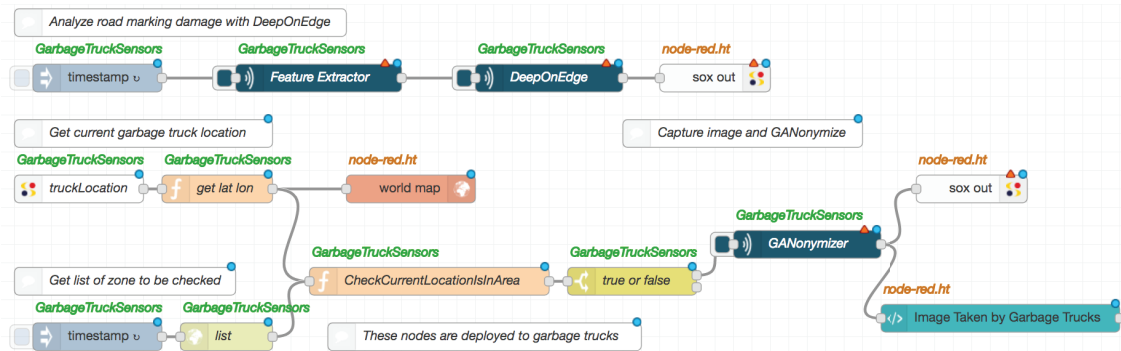 Analyze road marking damage with DeepOnEdge
GarbageTruckSensors GarbageTruckSensors GarbageTruckSensors node-red.ht
timestamp ↻ Feature Extractor DeepOnEdge sox out
Get current garbage truck location Capture image and GANonymize
GarbageTruckSensors GarbageTruckSensors node-red.ht node-red.ht
truckLocation get lat lon world map sox out
GarbageTruckSensors
GANonymizer
GarbageTruckSensors GarbageTruckSensors
Get list of zone to be checked CheckCurrentLocationIsInArea true or false
node-red.ht
GarbageTruckSensors GarbageTruckSensors
Image Taken by Garbage Trucks
timestamp ↻ list These nodes are deployed to garbage trucks